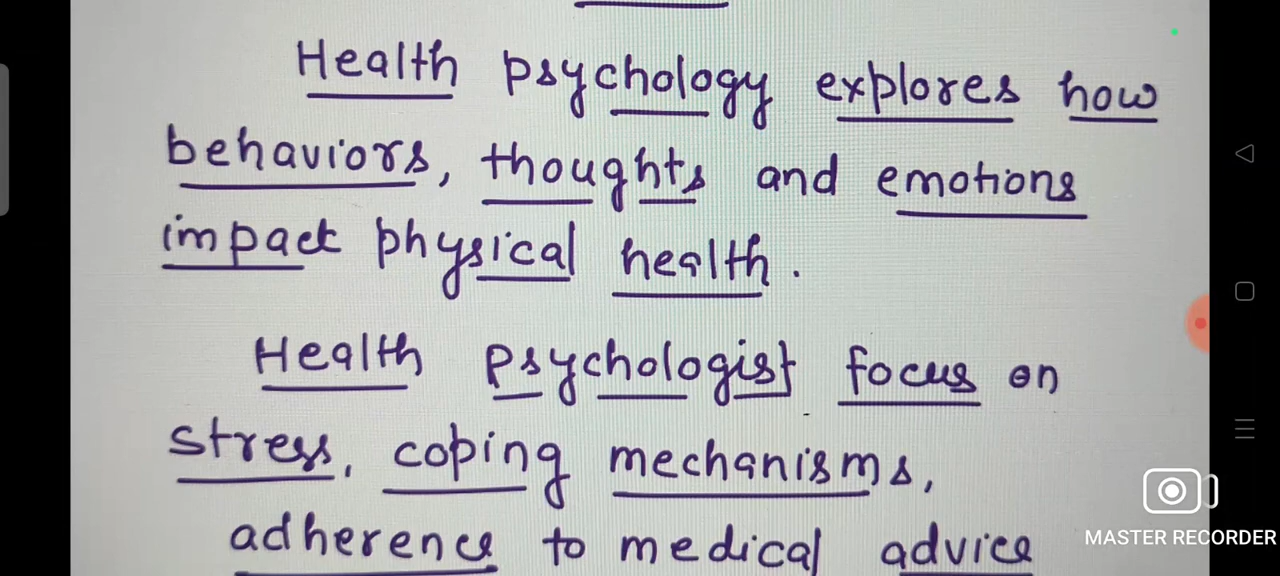 Health psychology explores how
behaviors, thoughts and emotions
impact physical health.
Health psychologist focus on
stress, coping mechanisms,
adherence to medical advice
MASTER RECORDER